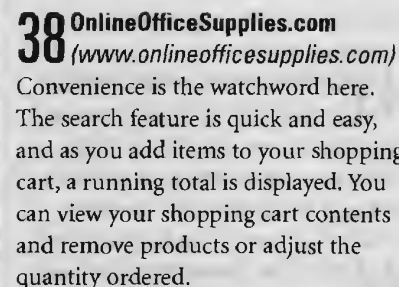 38 OnlineOfficeSupplies.com
(www.onlineofficesupplies.com)
Convenience is the watchword here.
The search feature is quick and easy,
and as you add items to your shopping
cart, a running total is displayed. You
can view your shopping cart contents
and remove products or adjust the
quantity ordered.